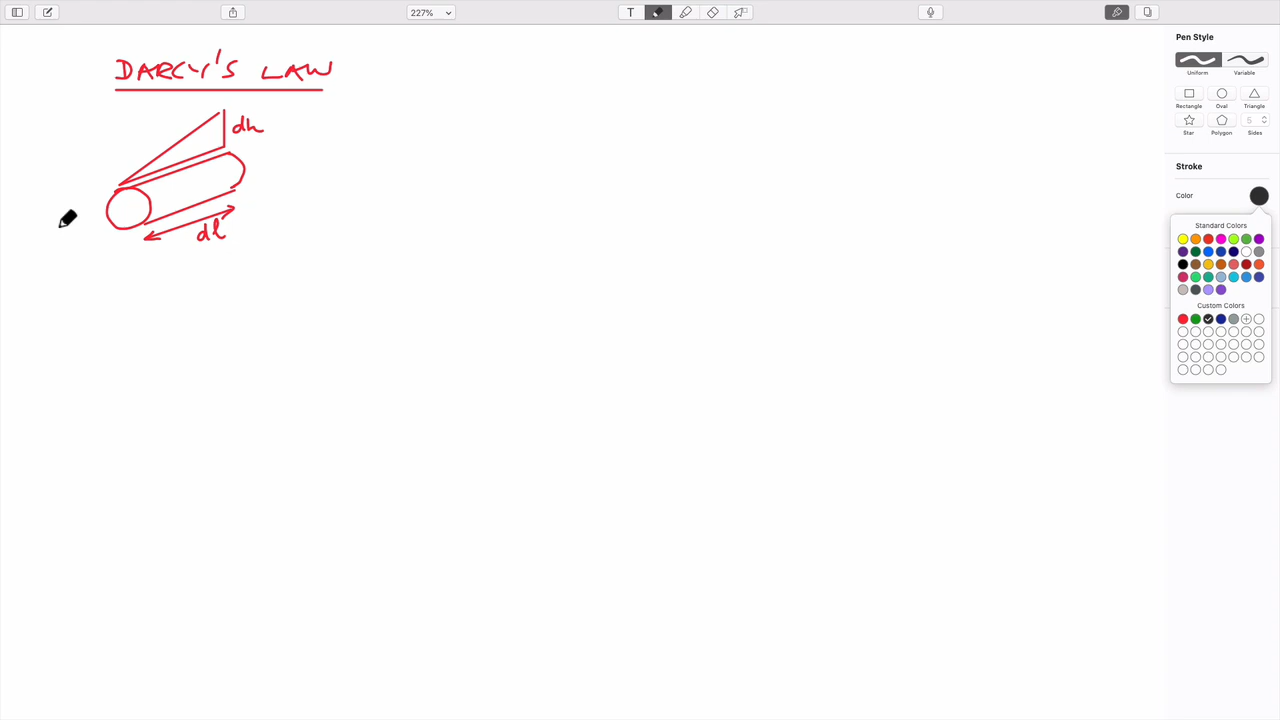 227%
T
DARCY'S LAW
dh
dl
Pen Style
Uniform Variable
Rectangle Oval Triangle
5
Star Polygon Sides
Stroke
Color
Standard Colors
Custom Colors